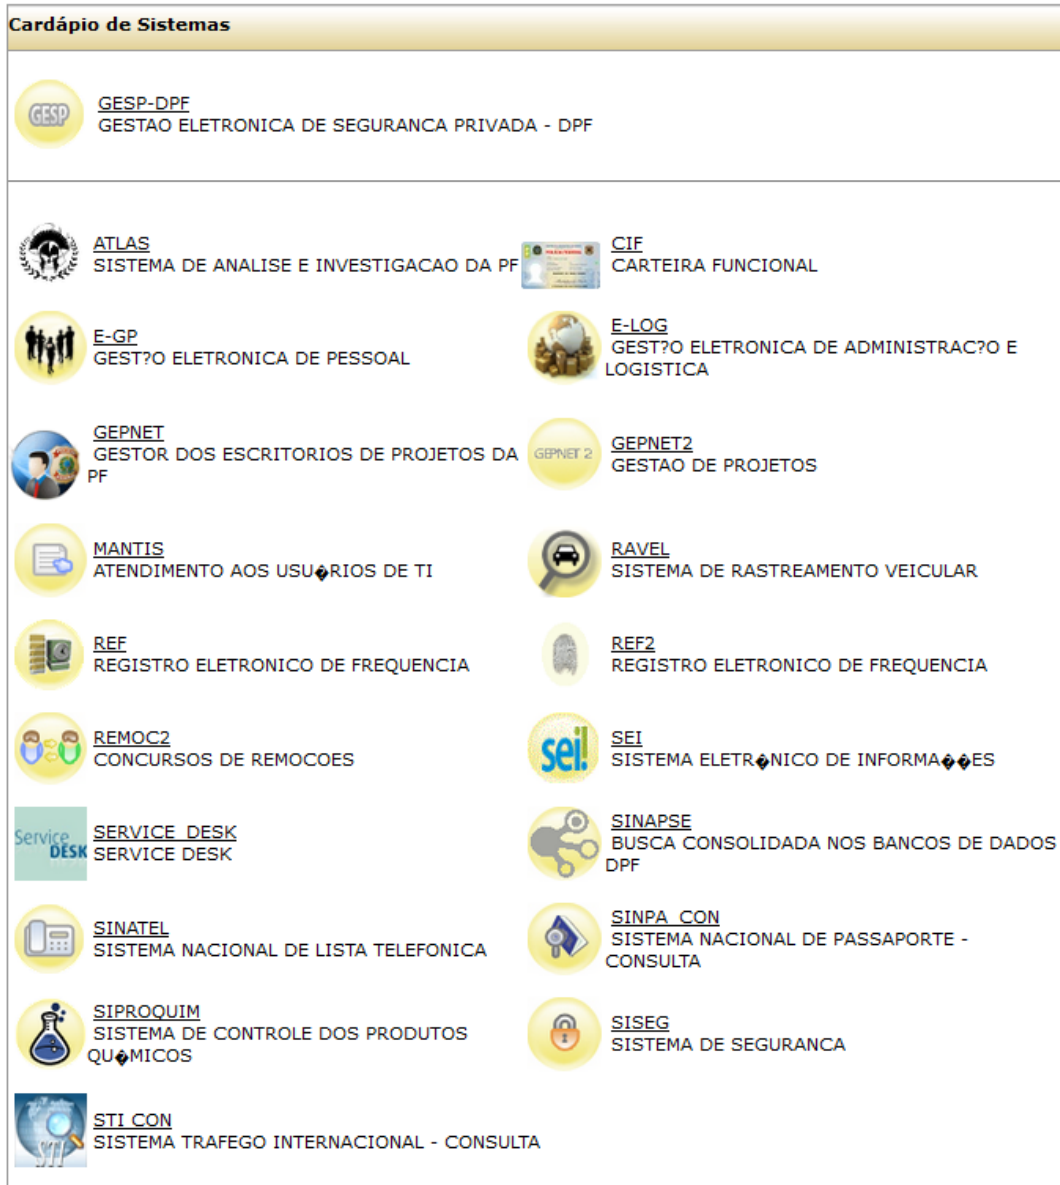 Cardápio de Sistemas
GESP
GESP-DPF
GESTAO ELETRONICA DE SEGURANCA PRIVADA - DPF
ATLAS
SISTEMA DE ANALISE E INVESTIGACAO DA PF
CIF
CARTEIRA FUNCIONAL
E-GP
GEST?O ELETRONICA DE PESSOAL
E-LOG
GEST?O ELETRONICA DE ADMINISTRAC?O E
LOGISTICA
GEPNET
GESTOR DOS ESCRITORIOS DE PROJETOS DA
PF
GEPNET 2
GEPNET2
GESTAO DE PROJETOS
MANTIS
ATENDIMENTO AOS USU�RIOS DE TI
RAVEL
SISTEMA DE RASTREAMENTO VEICULAR
REF
REGISTRO ELETRONICO DE FREQUENCIA
REF2
REGISTRO ELETRONICO DE FREQUENCIA
REMOC2
CONCURSOS DE REMOCOES
sei!
SEI
SISTEMA ELETR�NICO DE INFORMA��ES
Service
DESK
SERVICE_DESK
SERVICE DESK
SINAPSE
BUSCA CONSOLIDADA NOS BANCOS DE DADOS
DPF
SINATEL
SISTEMA NACIONAL DE LISTA TELEFONICA
SINPA_CON
SISTEMA NACIONAL DE PASSAPORTE -
CONSULTA
SIPROQUIM
SISTEMA DE CONTROLE DOS PRODUTOS
QU�MICOS
SISEG
SISTEMA DE SEGURANCA
STI
STI_CON
SISTEMA TRAFEGO INTERNACIONAL - CONSULTA